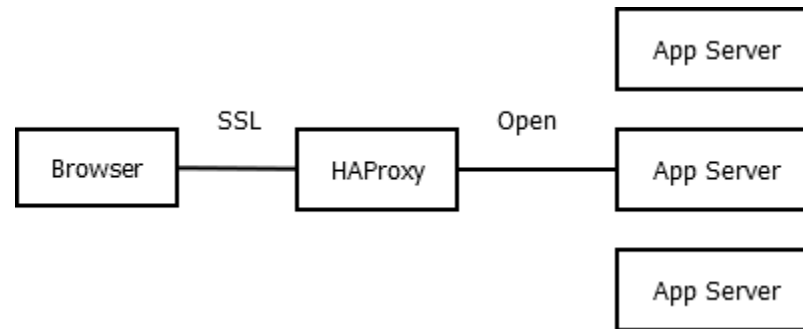 App Server
SSL
Open
Browser
HAProxy
App Server
App Server